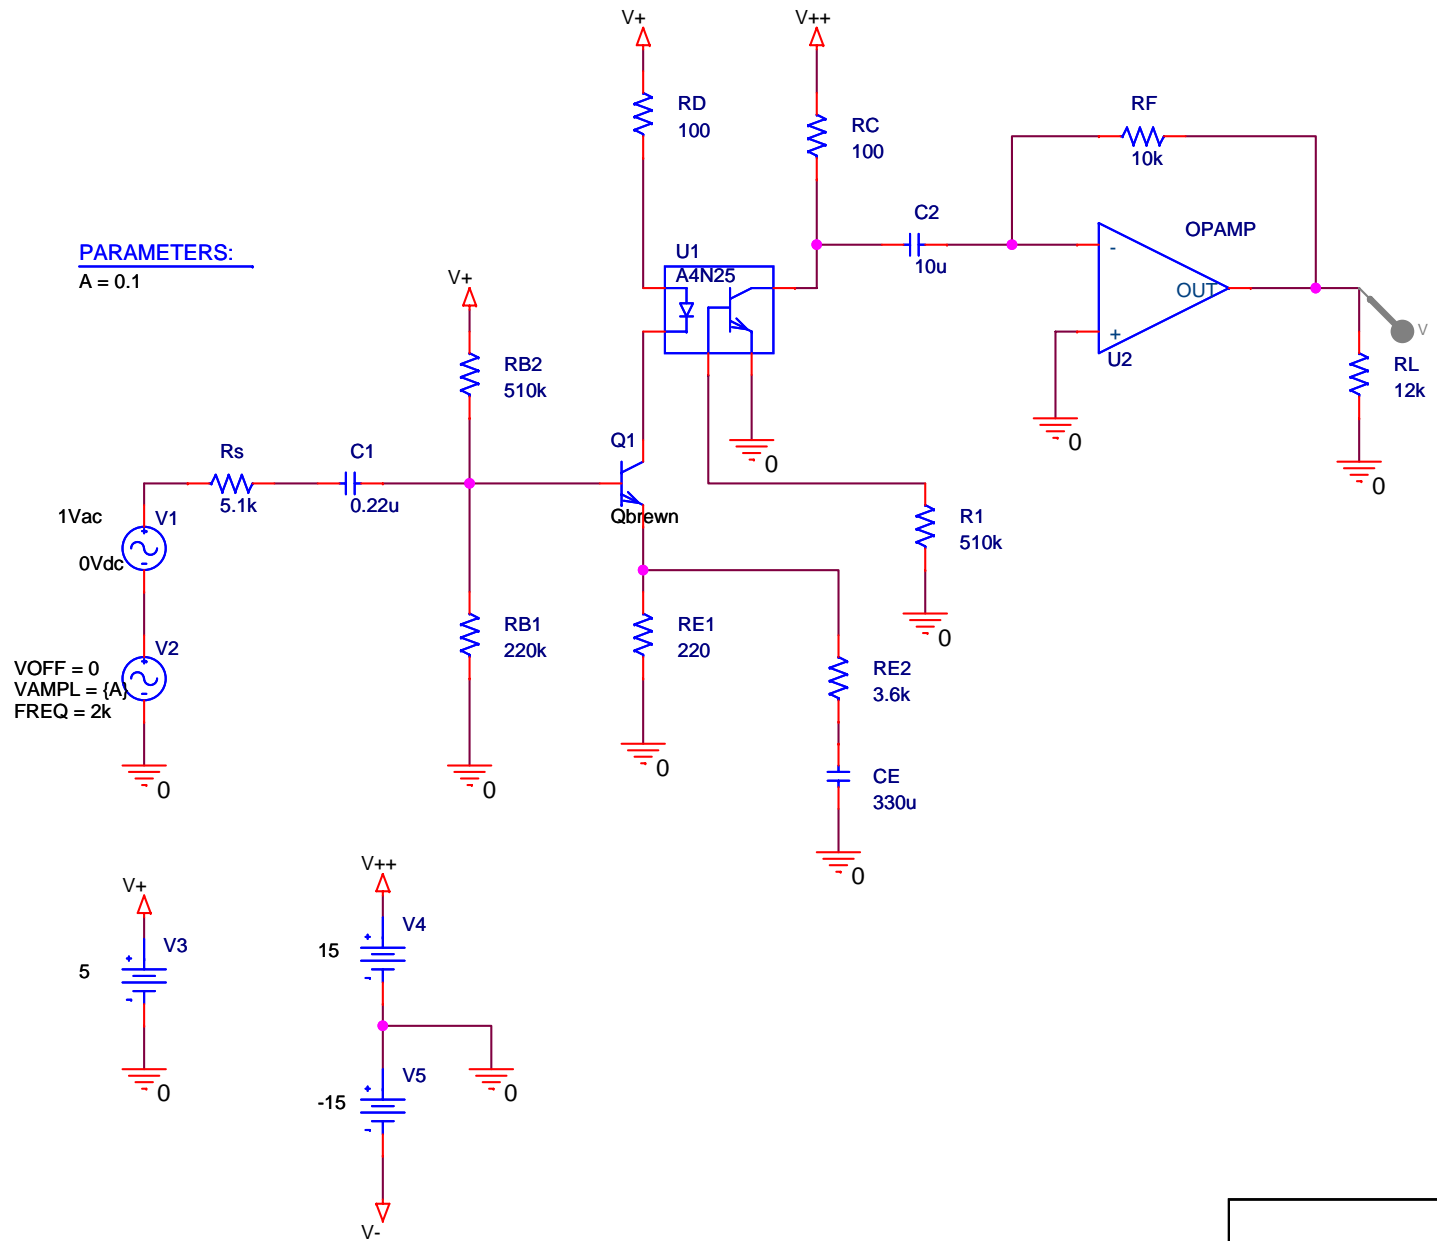 V+
V++
RD
100
RC
100
RF
10k
C2
10u
OPAMP
-
OUT
+
U2
V
RL
12k
0
0
U1
A4N25
0
PARAMETERS:
A = 0.1
V+
RB2
510k
Rs
5.1k
C1
0.22u
Q1
Qbrewn
R1
510k
0
1Vac
0Vdc
V1
+
-
V2
+
-
VOFF = 0
VAMPL = {A}
FREQ = 2k
0
RB1
220k
0
RE1
220
0
RE2
3.6k
CE
330u
0
V+
V3
5
+
-
0
V++
V4
15
+
-
0
V5
-15
+
-
V-